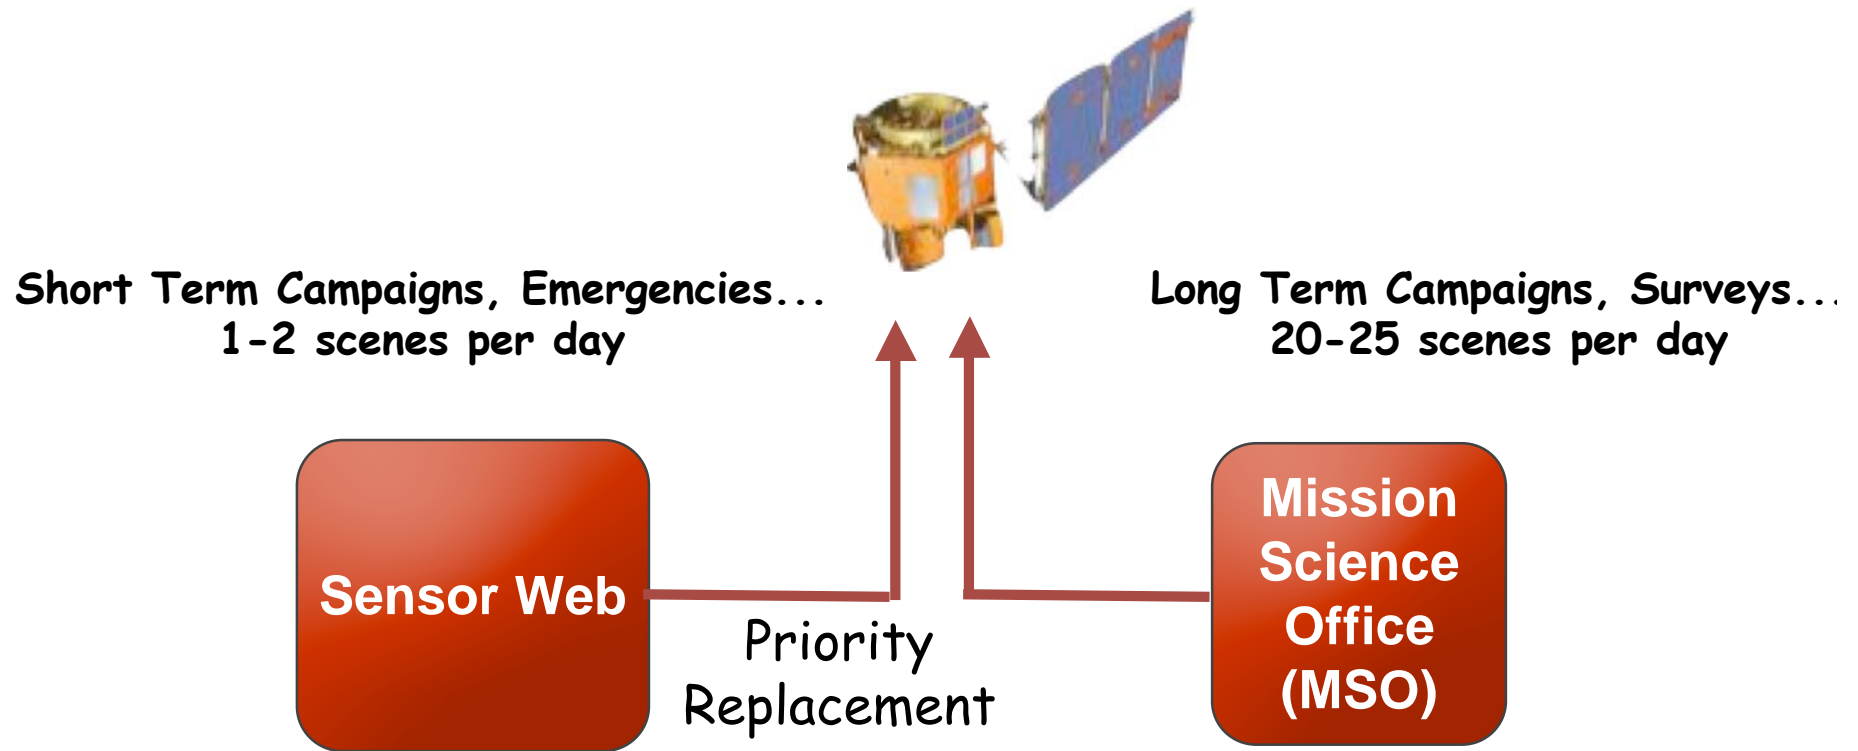 Short Term Campaigns, Emergencies...
1-2 scenes per day
Long Term Campaigns, Surveys...
20-25 scenes per day
Sensor Web
Priority
Replacement
Mission
Science
Office
(MSO)